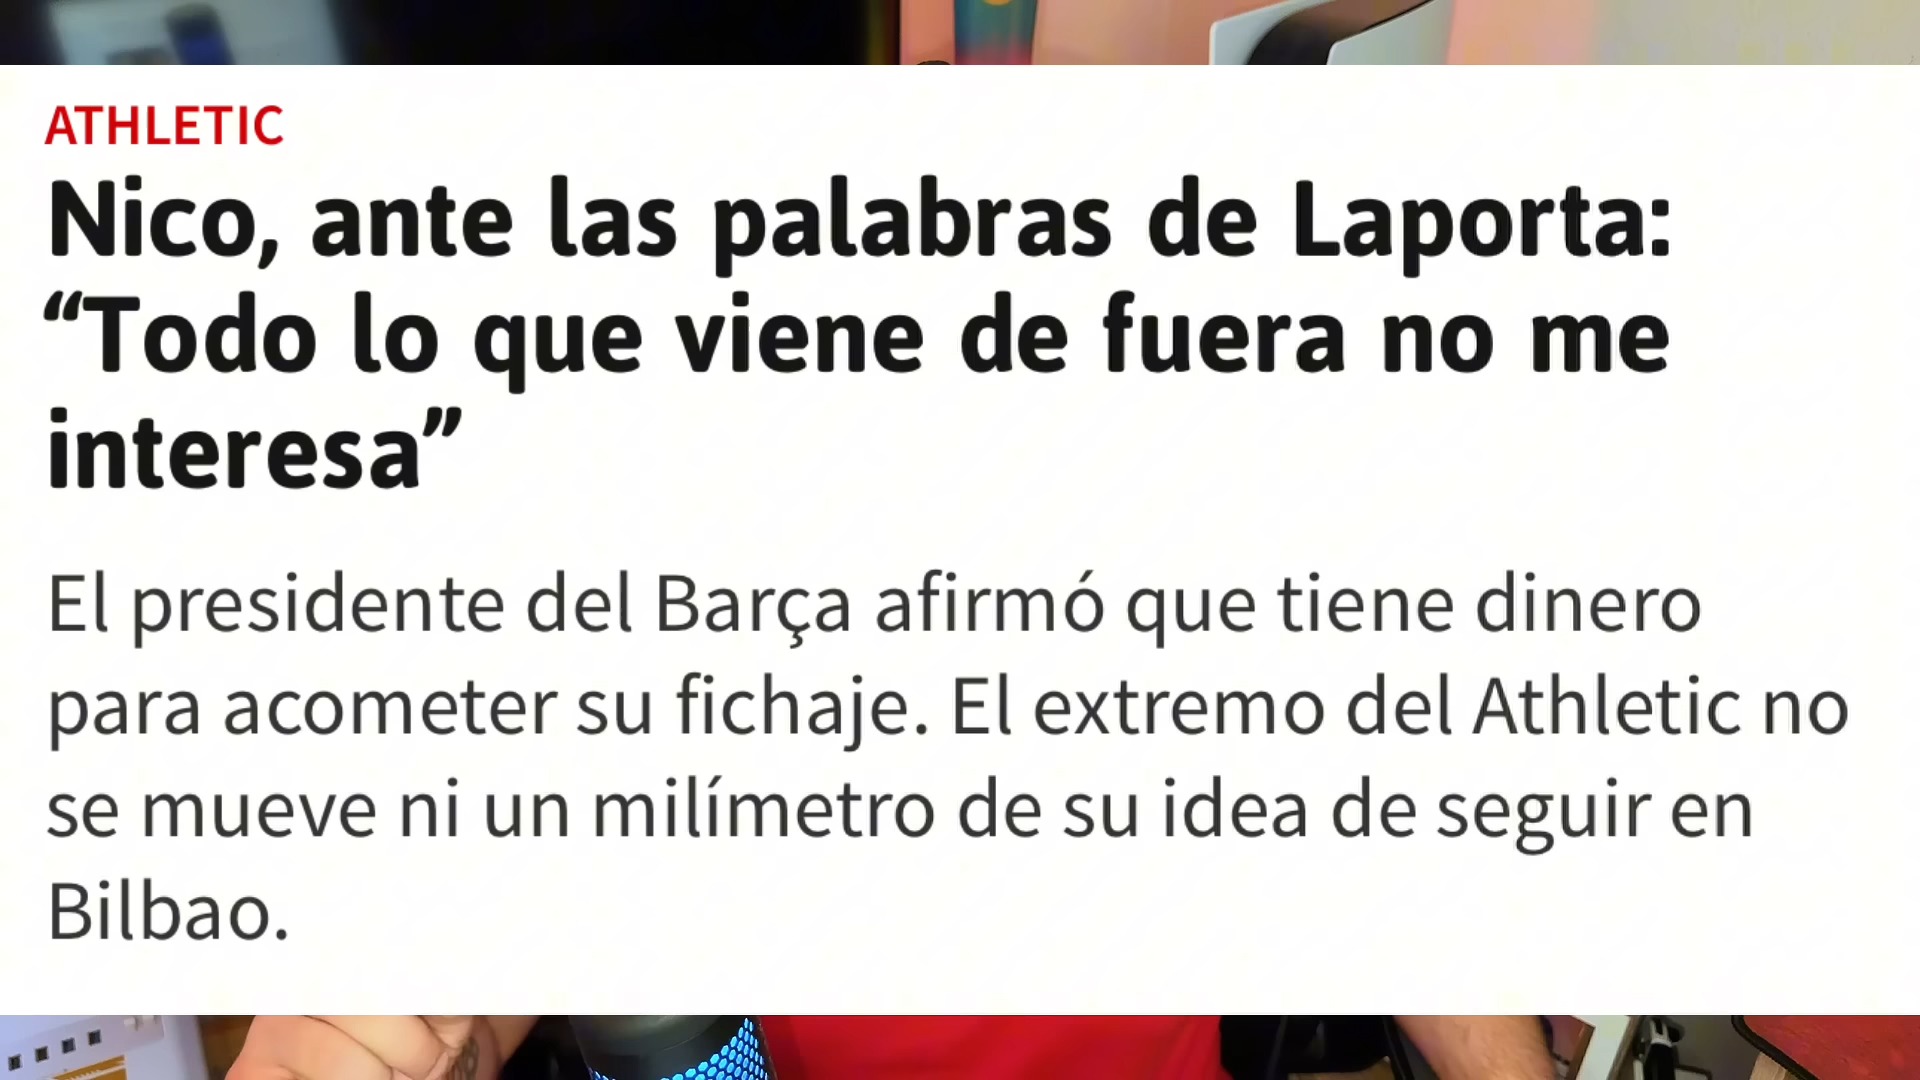 ATHLETIC
Nico, ante las palabras de Laporta:
“Todo lo que viene de fuera no me
interesa”
El presidente del Barça afirmó que tiene dinero
para acometer su fichaje. El extremo del Athletic no
se mueve ni un milímetro de su idea de seguir en
Bilbao.